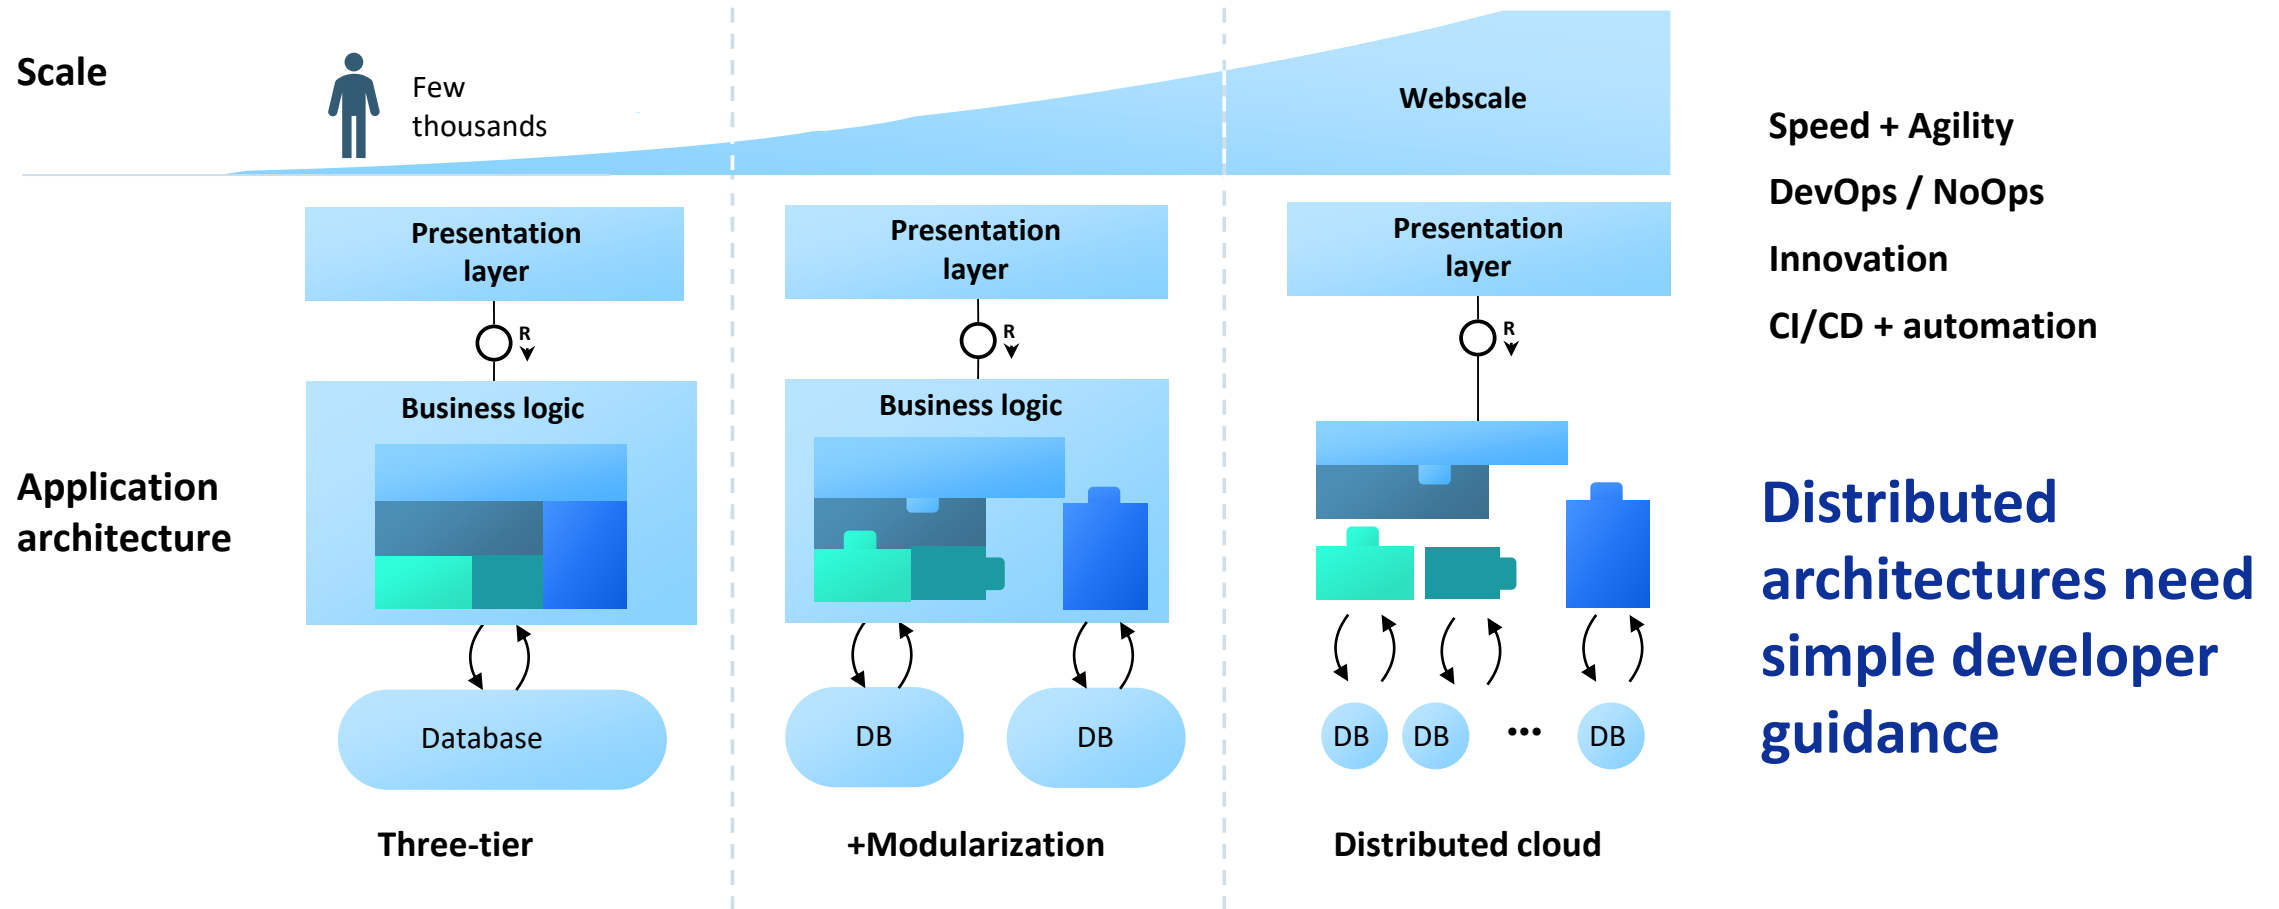 Scale
Few
thousands
Webscale
Speed + Agility
DevOps / NoOps
Innovation
CI/CD + automation
Presentation
layer
R
Business logic
Database
Three-tier
Presentation
layer
R
Business logic
DB
DB
+Modularization
Presentation
layer
R
DB
DB
...
DB
Distributed cloud
Application
architecture
Distributed
architectures need
simple developer
guidance